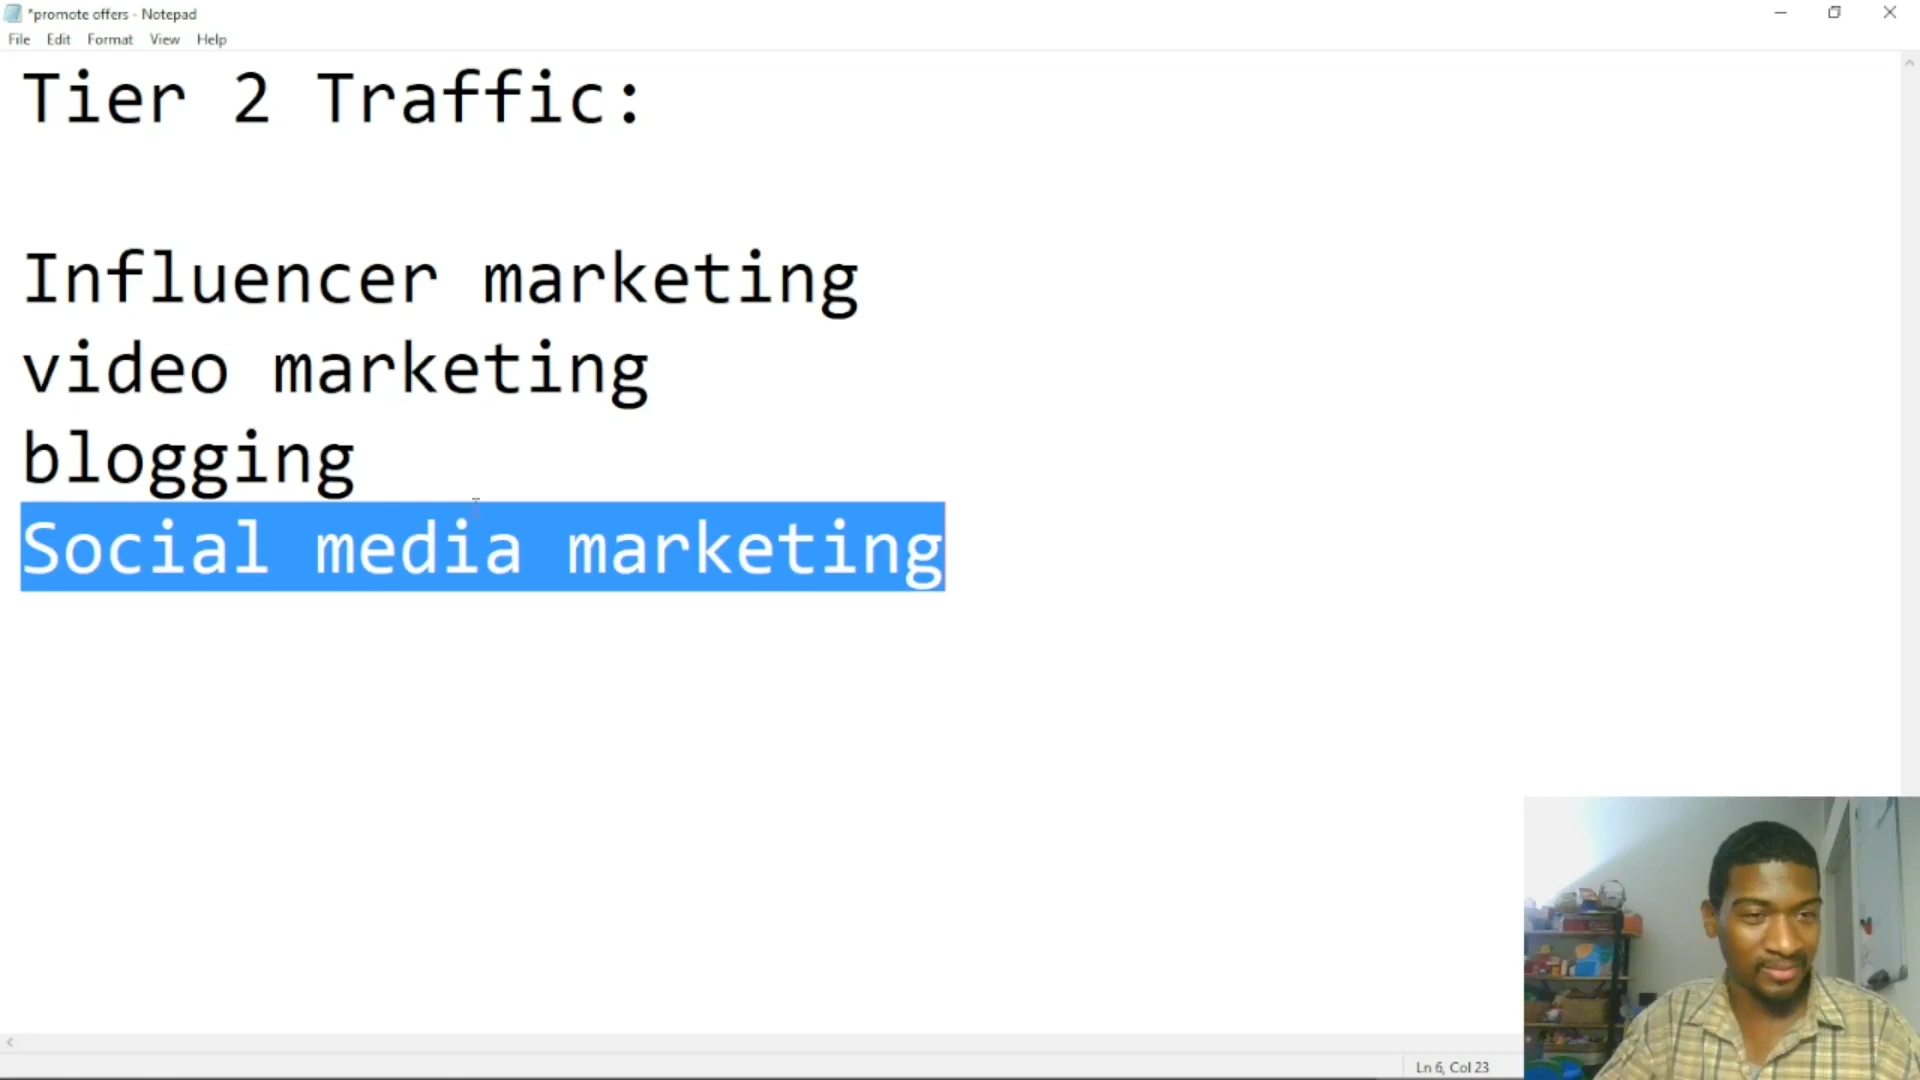 *promote offers - Notepad
File Edit Format View Help
Tier 2 Traffic:
Influencer marketing
video marketing
blogging
Social media marketing
Ln 6, Col 23